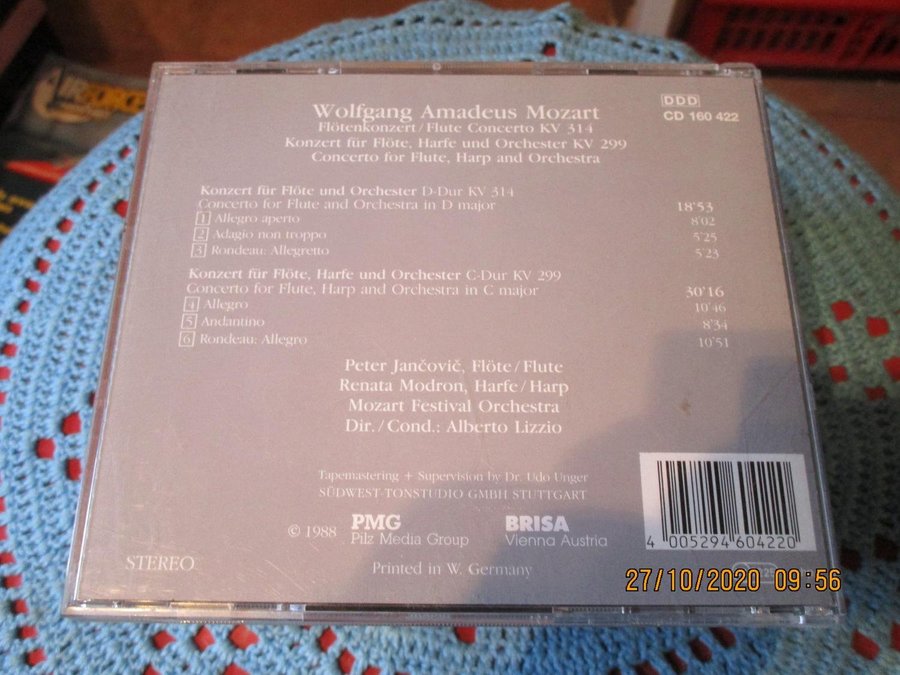 Wolfgang Amadeus Mozart
Flötenkonzert/Flute Concerto KV 314
Konzert für Flöte, Harfe und Orchester KV 299
Concerto for Flute, Harp and Orchestra
DDD
CD 160 422
Konzert für Flöte und Orchester D-Dur KV 314
Concerto for Flute and Orchestra in D major 18'53
1 Allegro aperto 8'02
2 Adagio non troppo 5'25
3 Rondeau: Allegretto 5'23
Konzert für Flöte, Harfe und Orchester C-Dur KV 299
Concerto for Flute, Harp and Orchestra in C major 30'16
4 Allegro 10'46
5 Andantino 8'34
6 Rondeau: Allegro 10'51
Peter Jančovič, Flöte/Flute
Renata Modron, Harfe/Harp
Mozart Festival Orchestra
Dir./Cond.: Alberto Lizzio
Tapemastering + Supervision by Dr. Udo Unger
SÜDWEST-TONSTUDIO GMBH STUTTGART
© 1988 PMG BRISA
Pilz Media Group Vienna Austria
STEREO
Printed in W. Germany
4 005294 604220
27/10/2020 09:56